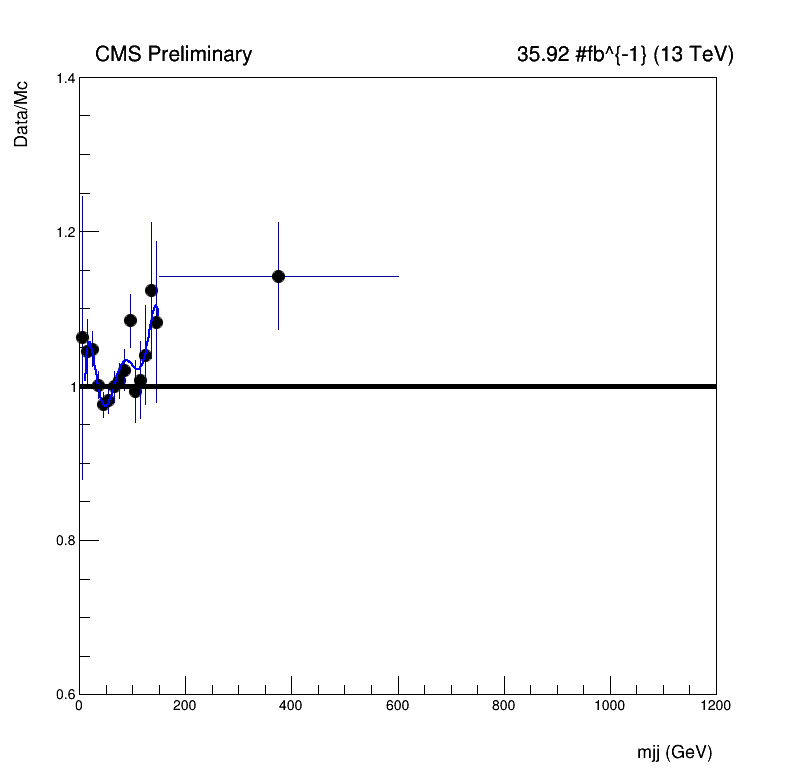 CMS Preliminary
35.92 #fb^{-1} (13 TeV)
Data/Mc
1.4
1.2
1
0.8
0.6
0 200 400 600 800 1000 1200
mjj (GeV)